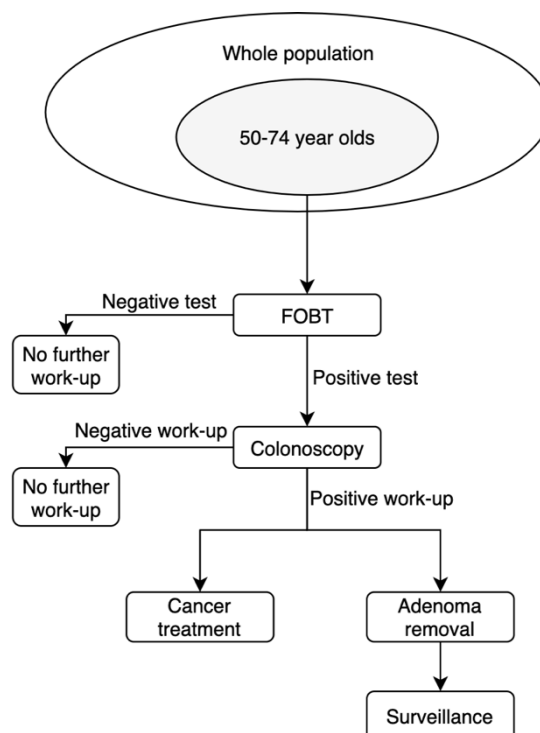 Whole population
50-74 year olds
Negative test
FOBT
No further
work-up
Positive test
Negative work-up
Colonoscopy
No further
work-up
Positive work-up
Cancer
treatment
Adenoma
removal
Surveillance